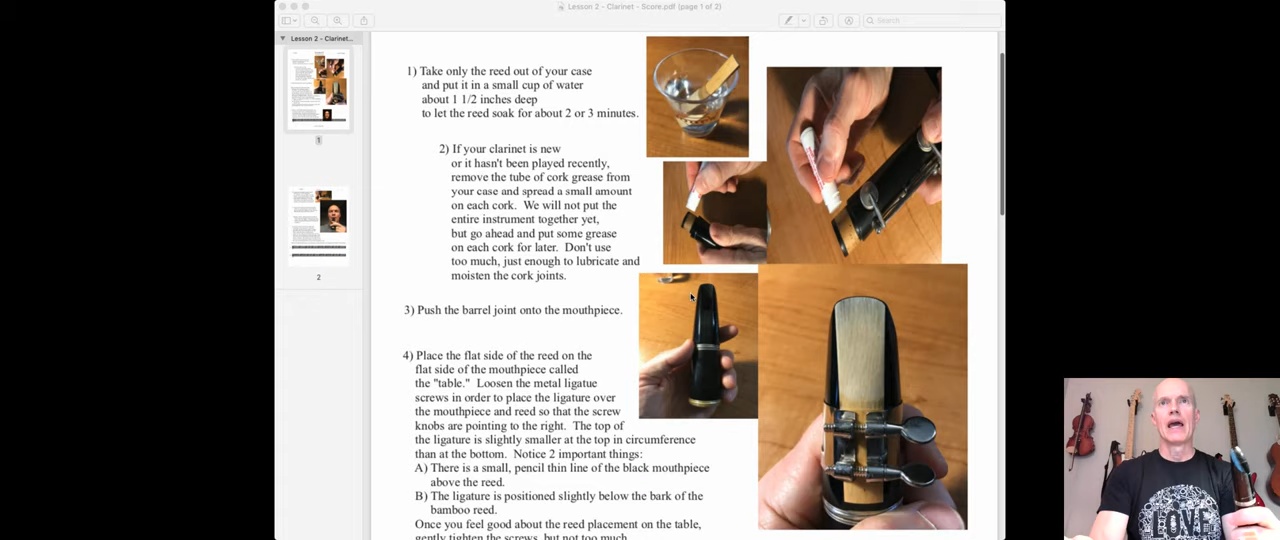 Lesson 2 - Clarinet - Score.pdf (page 1 of 2)
Search
Lesson 2 - Clarinet...
1
2
1) Take only the reed out of your case
and put it in a small cup of water
about 1 1/2 inches deep
to let the reed soak for about 2 or 3 minutes.
2) If your clarinet is new
or it hasn't been played recently,
remove the tube of cork grease from
your case and spread a small amount
on each cork. We will not put the
entire instrument together yet,
but go ahead and put some grease
on each cork for later. Don't use
too much, just enough to lubricate and
moisten the cork joints.
3) Push the barrel joint onto the mouthpiece.
4) Place the flat side of the reed on the
flat side of the mouthpiece called
the "table." Loosen the metal ligatue
screws in order to place the ligature over
the mouthpiece and reed so that the screw
knobs are pointing to the right. The top of
the ligature is slightly smaller at the top in circumference
than at the bottom. Notice 2 important things:
A) There is a small, pencil thin line of the black mouthpiece
above the reed.
B) The ligature is positioned slightly below the bark of the
bamboo reed.
Once you feel good about the reed placement on the table,
gently tighten the screws, but not too much.
LOVE